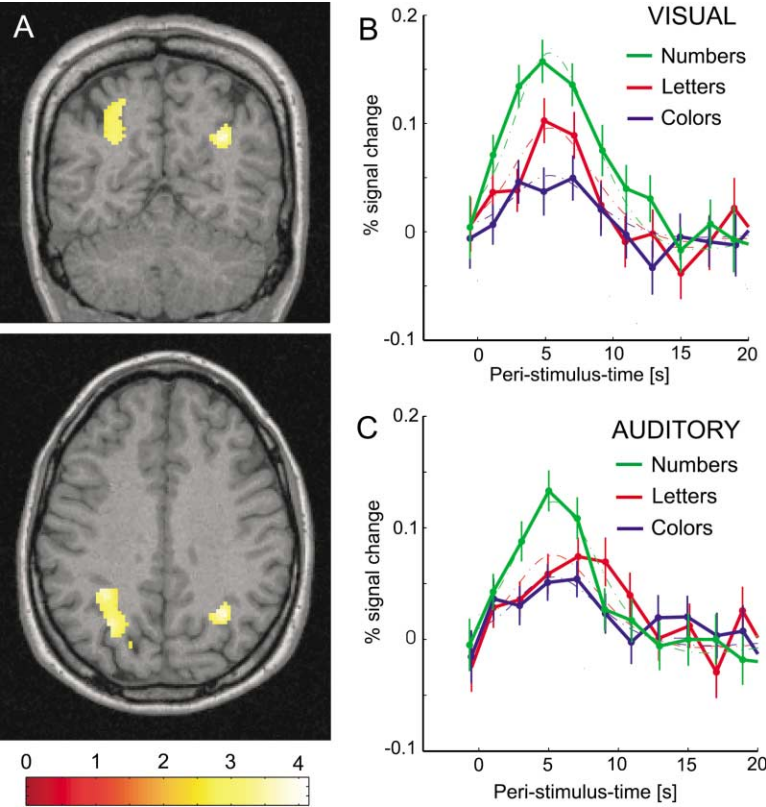 A
0 1 2 3 4
B
VISUAL
Numbers
Letters
Colors
% signal change
0.2
0.1
0
-0.1
0 5 10 15 20
Peri-stimulus-time [s]
C
AUDITORY
Numbers
Letters
Colors
% signal change
0.2
0.1
0
-0.1
0 5 10 15 20
Peri-stimulus-time [s]